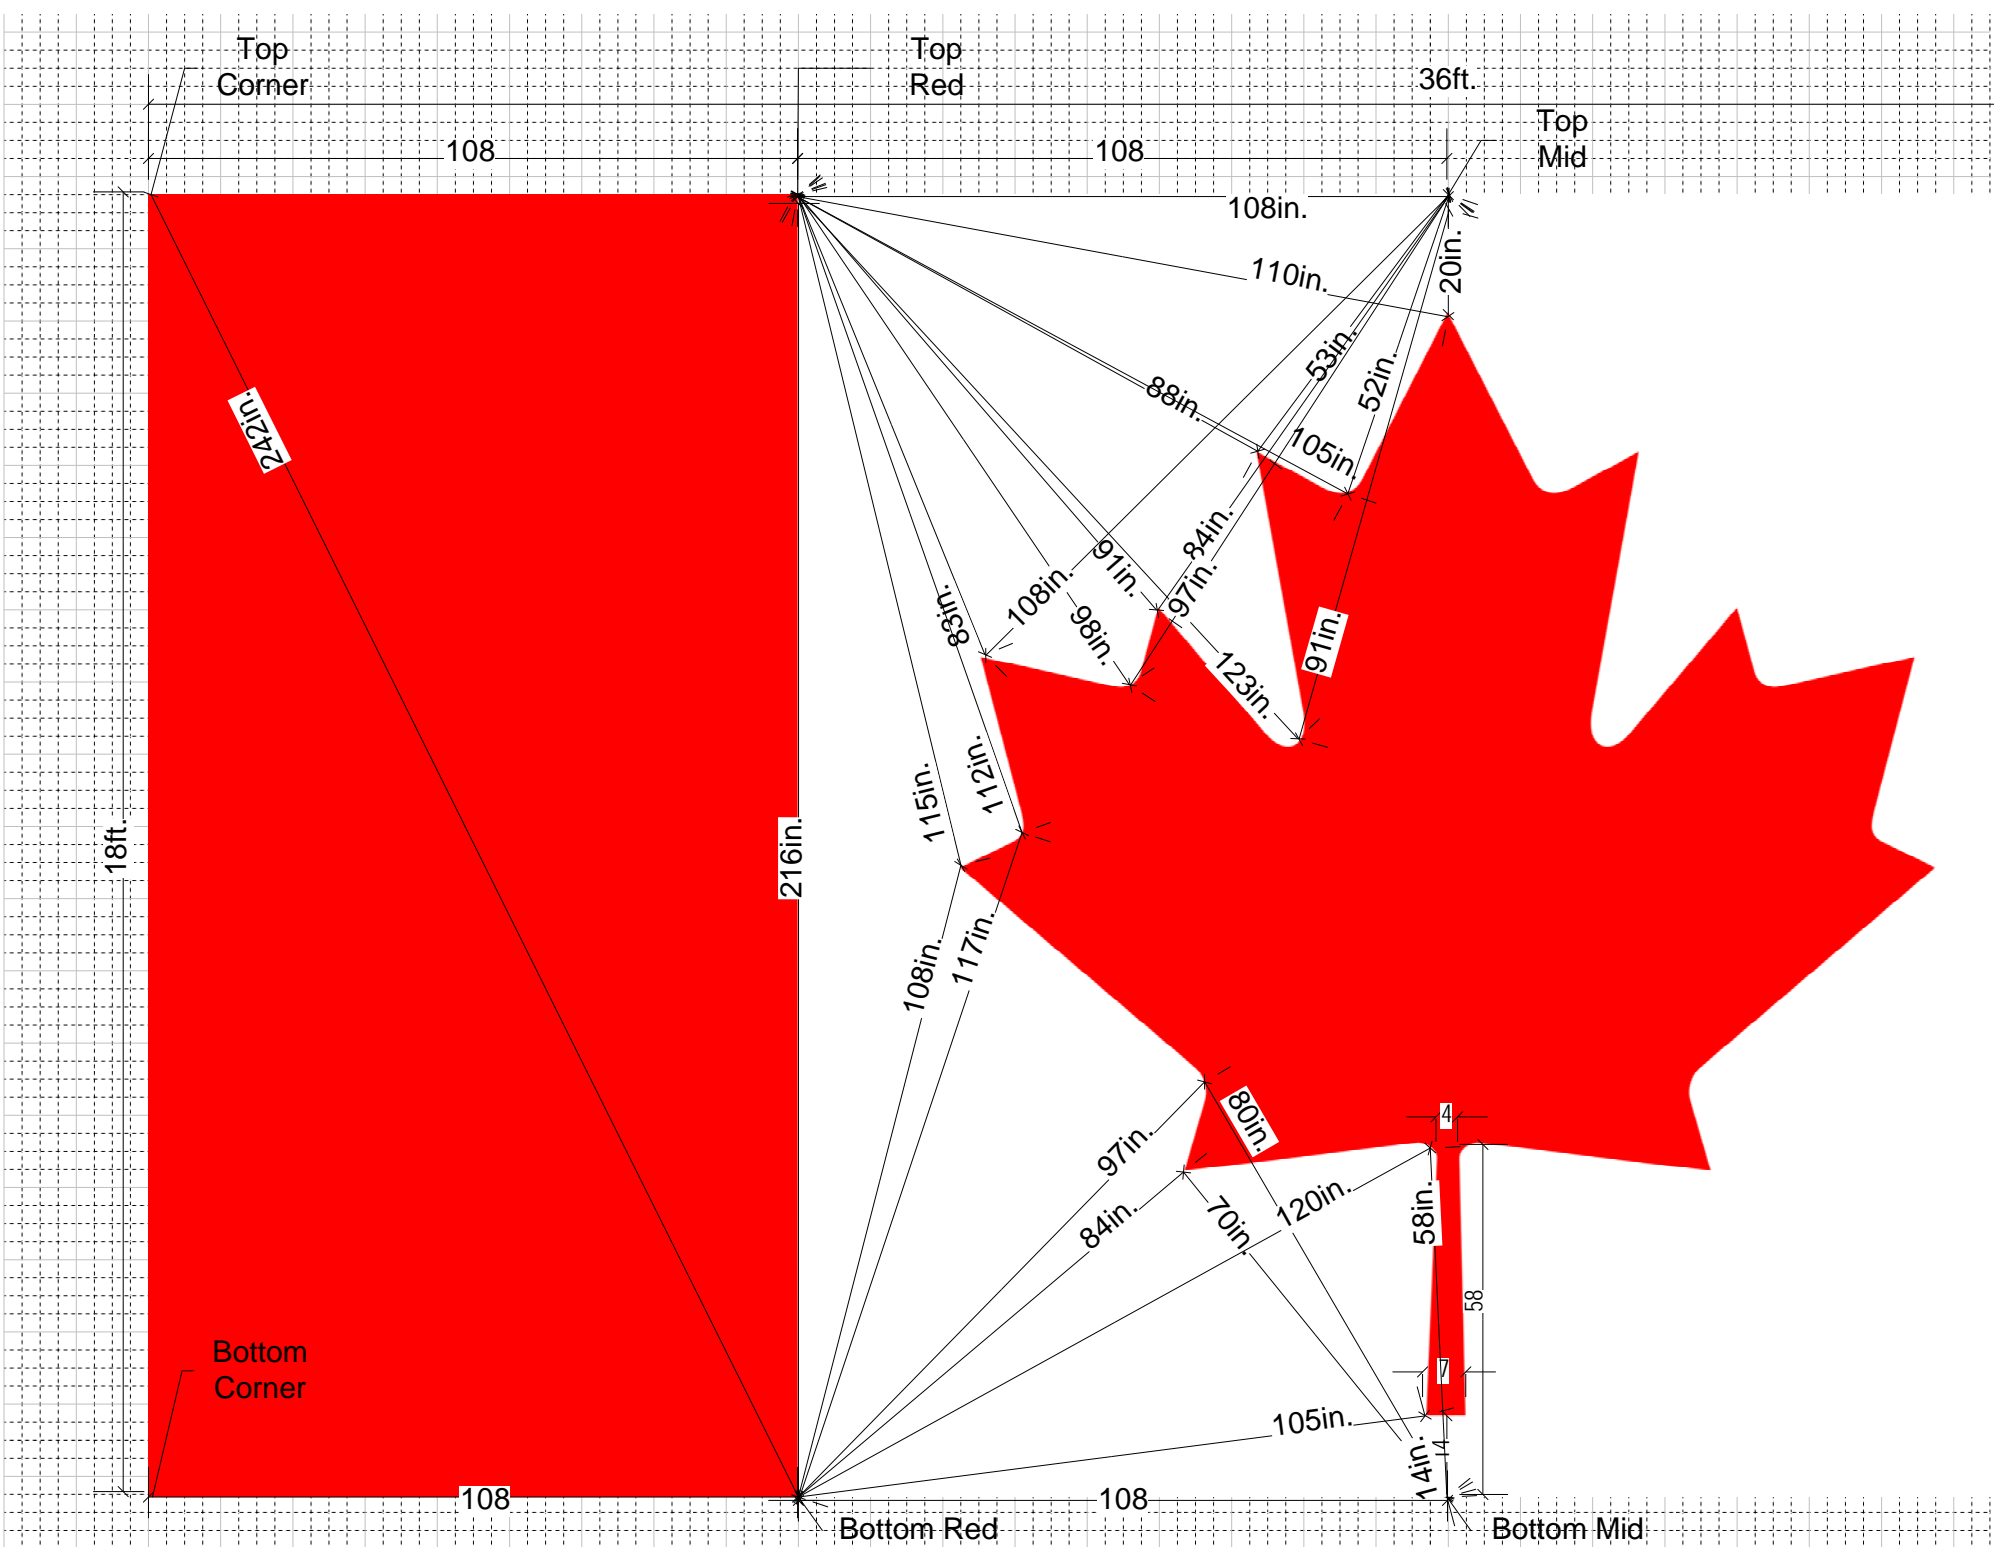 Top
Corner
Top
Red
36ft.
Top
Mid
108
108
108in.
110in.
20in.
53in.
52in.
88in.
105in.
242in.
84in.
91in.
97in.
108in.
98in.
83in.
91in.
123in.
112in.
115in.
18ft.
216in.
108in.
117in.
80in.
4
97in.
120in.
84in.
70in.
58in.
58
Bottom
Corner
7
105in.
14in.
14
108
108
Bottom Red
Bottom Mid